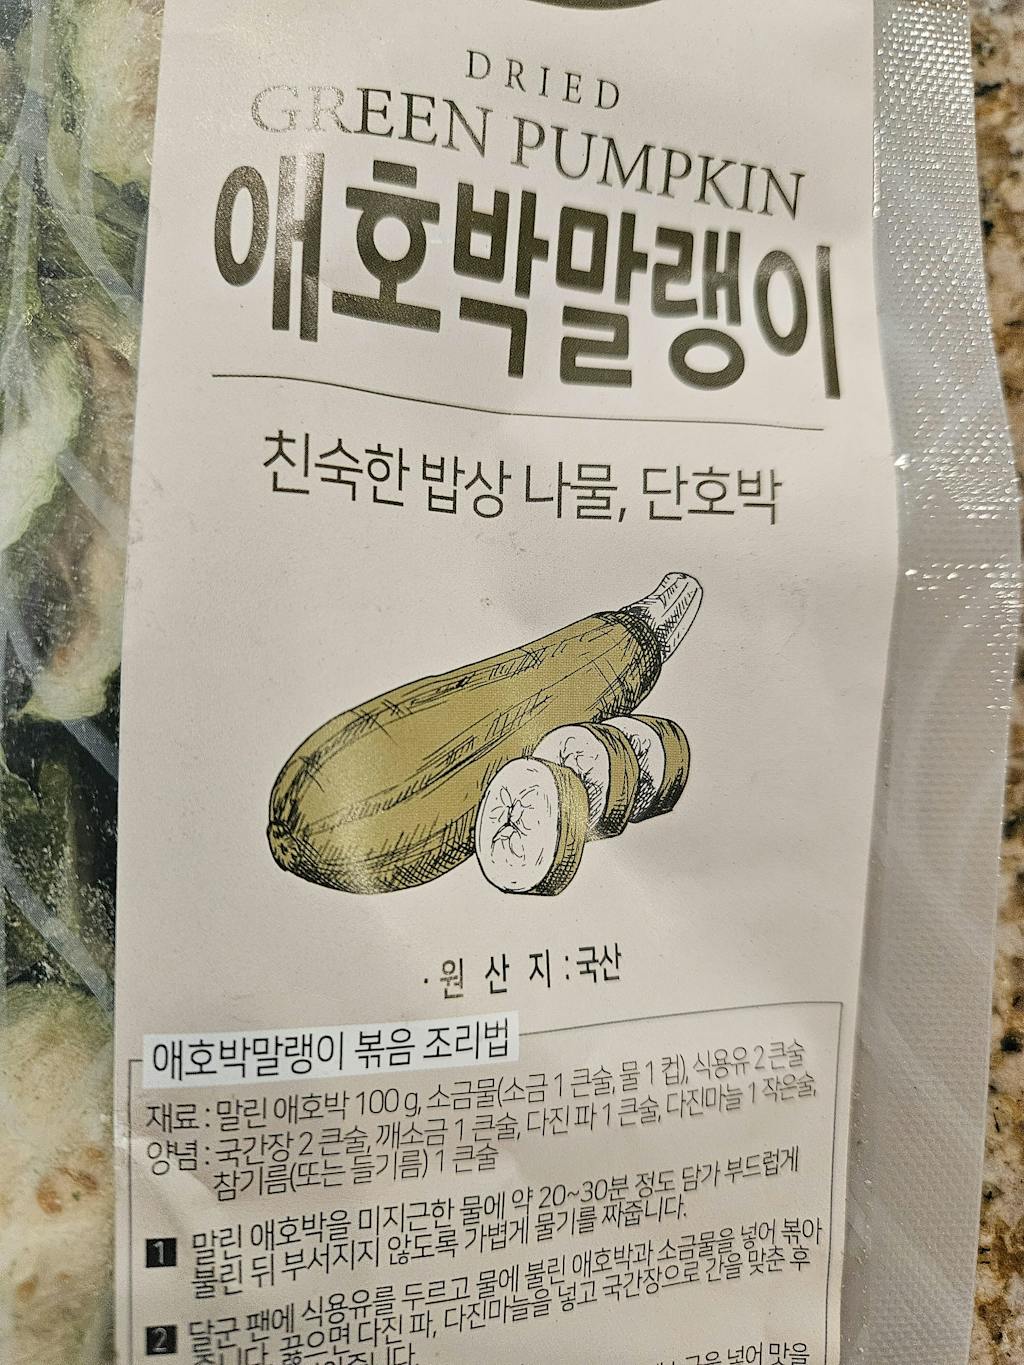 DRIED
GREEN PUMPKIN
애호박말랭이
친숙한 밥상 나물, 단호박
· 원 산 지 : 국산
애호박말랭이 볶음 조리법
재료 : 말린 애호박 100 g, 소금물(소금 1 큰술, 물 1 컵), 식용유 2 큰술
양념 : 국간장 2 큰술, 깨소금 1 큰술, 다진 파 1 큰술, 다진마늘 1 작은술,
참기름(또는 들기름) 1 큰술
1 말린 애호박을 미지근한 물에 약 20~30분 정도 담가 부드럽게
불린 뒤 부서지지 않도록 가볍게 물기를 짜줍니다.
2 달군 팬에 식용유를 두르고 물에 불린 애호박과 소금물을 넣어 볶아
줍니다. 끓으면 다진 파, 다진마늘을 넣고 국간장으로 간을 맞춘 후
넣어 맛을